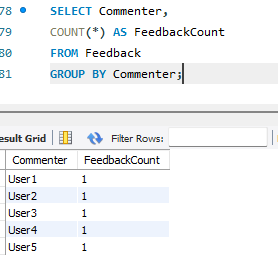 78 SELECT Commenter,
79 COUNT(*) AS FeedbackCount
80 FROM Feedback
81 GROUP BY Commenter;
Result Grid Filter Rows:
Commenter FeedbackCount
User1 1
User2 1
User3 1
User4 1
User5 1